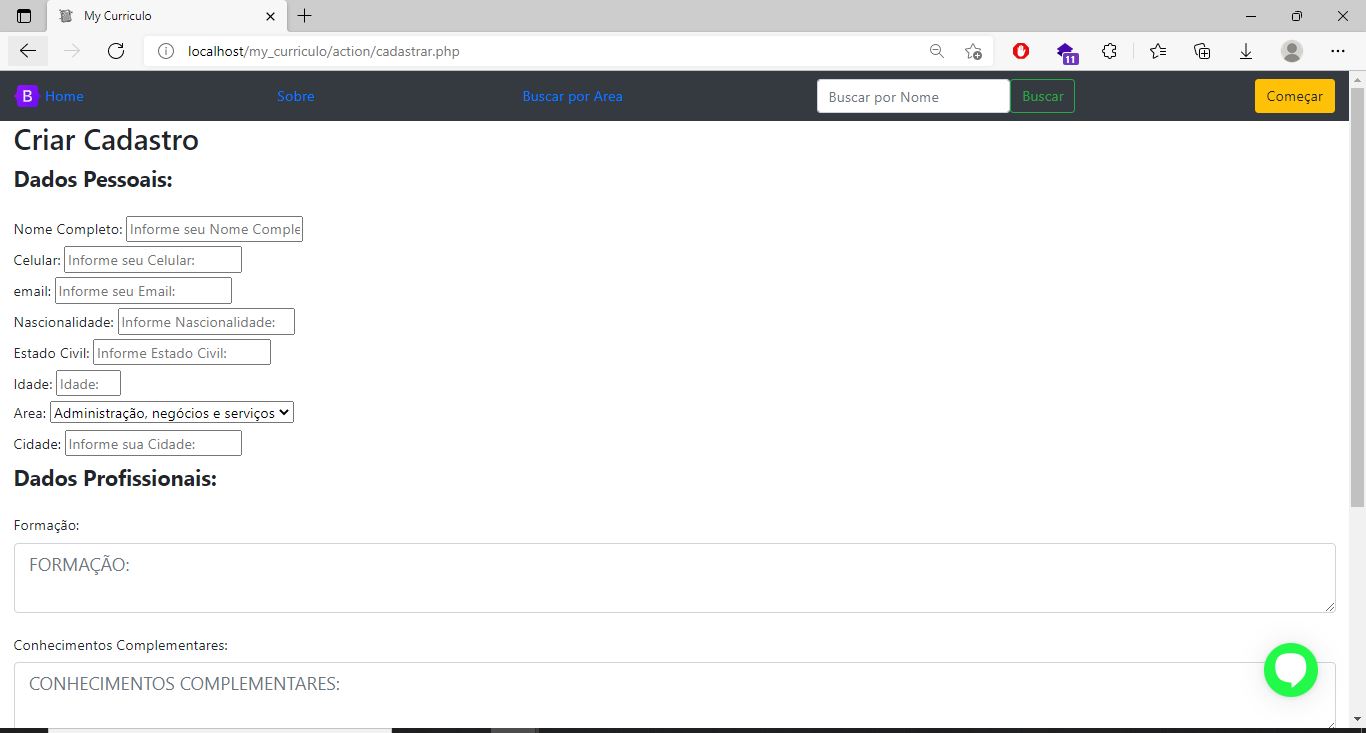 My Curriculo
localhost/my_curriculo/action/cadastrar.php
11
B Home Sobre Buscar por Area Buscar por Nome Buscar Começar
Criar Cadastro
Dados Pessoais:
Nome Completo: Informe seu Nome Comple
Celular: Informe seu Celular:
email: Informe seu Email:
Nascionalidade: Informe Nascionalidade:
Estado Civil: Informe Estado Civil:
Idade: Idade:
Area: Administração, negócios e serviços
Cidade: Informe sua Cidade:
Dados Profissionais:
Formação:
FORMAÇÃO:
Conhecimentos Complementares:
CONHECIMENTOS COMPLEMENTARES: